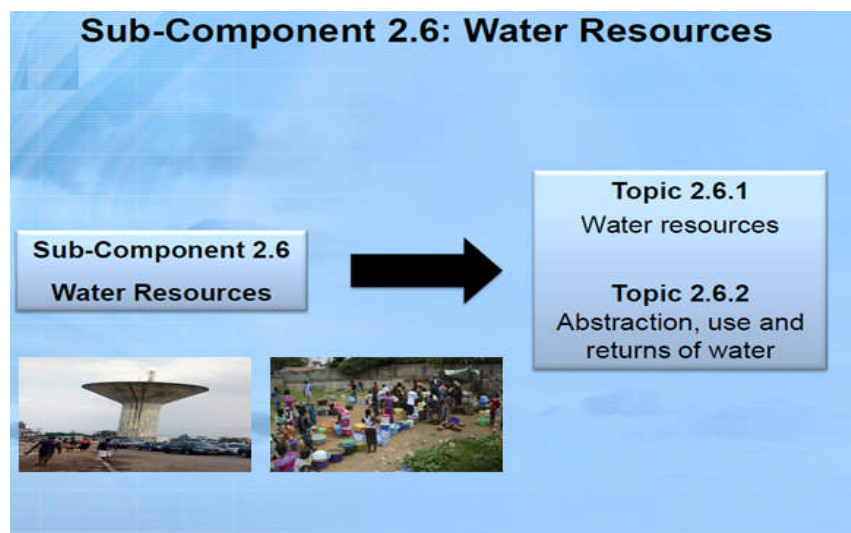 Sub-Component 2.6: Water Resources
Sub-Component 2.6
Water Resources
Topic 2.6.1
Water resources
Topic 2.6.2
Abstraction, use and
returns of water